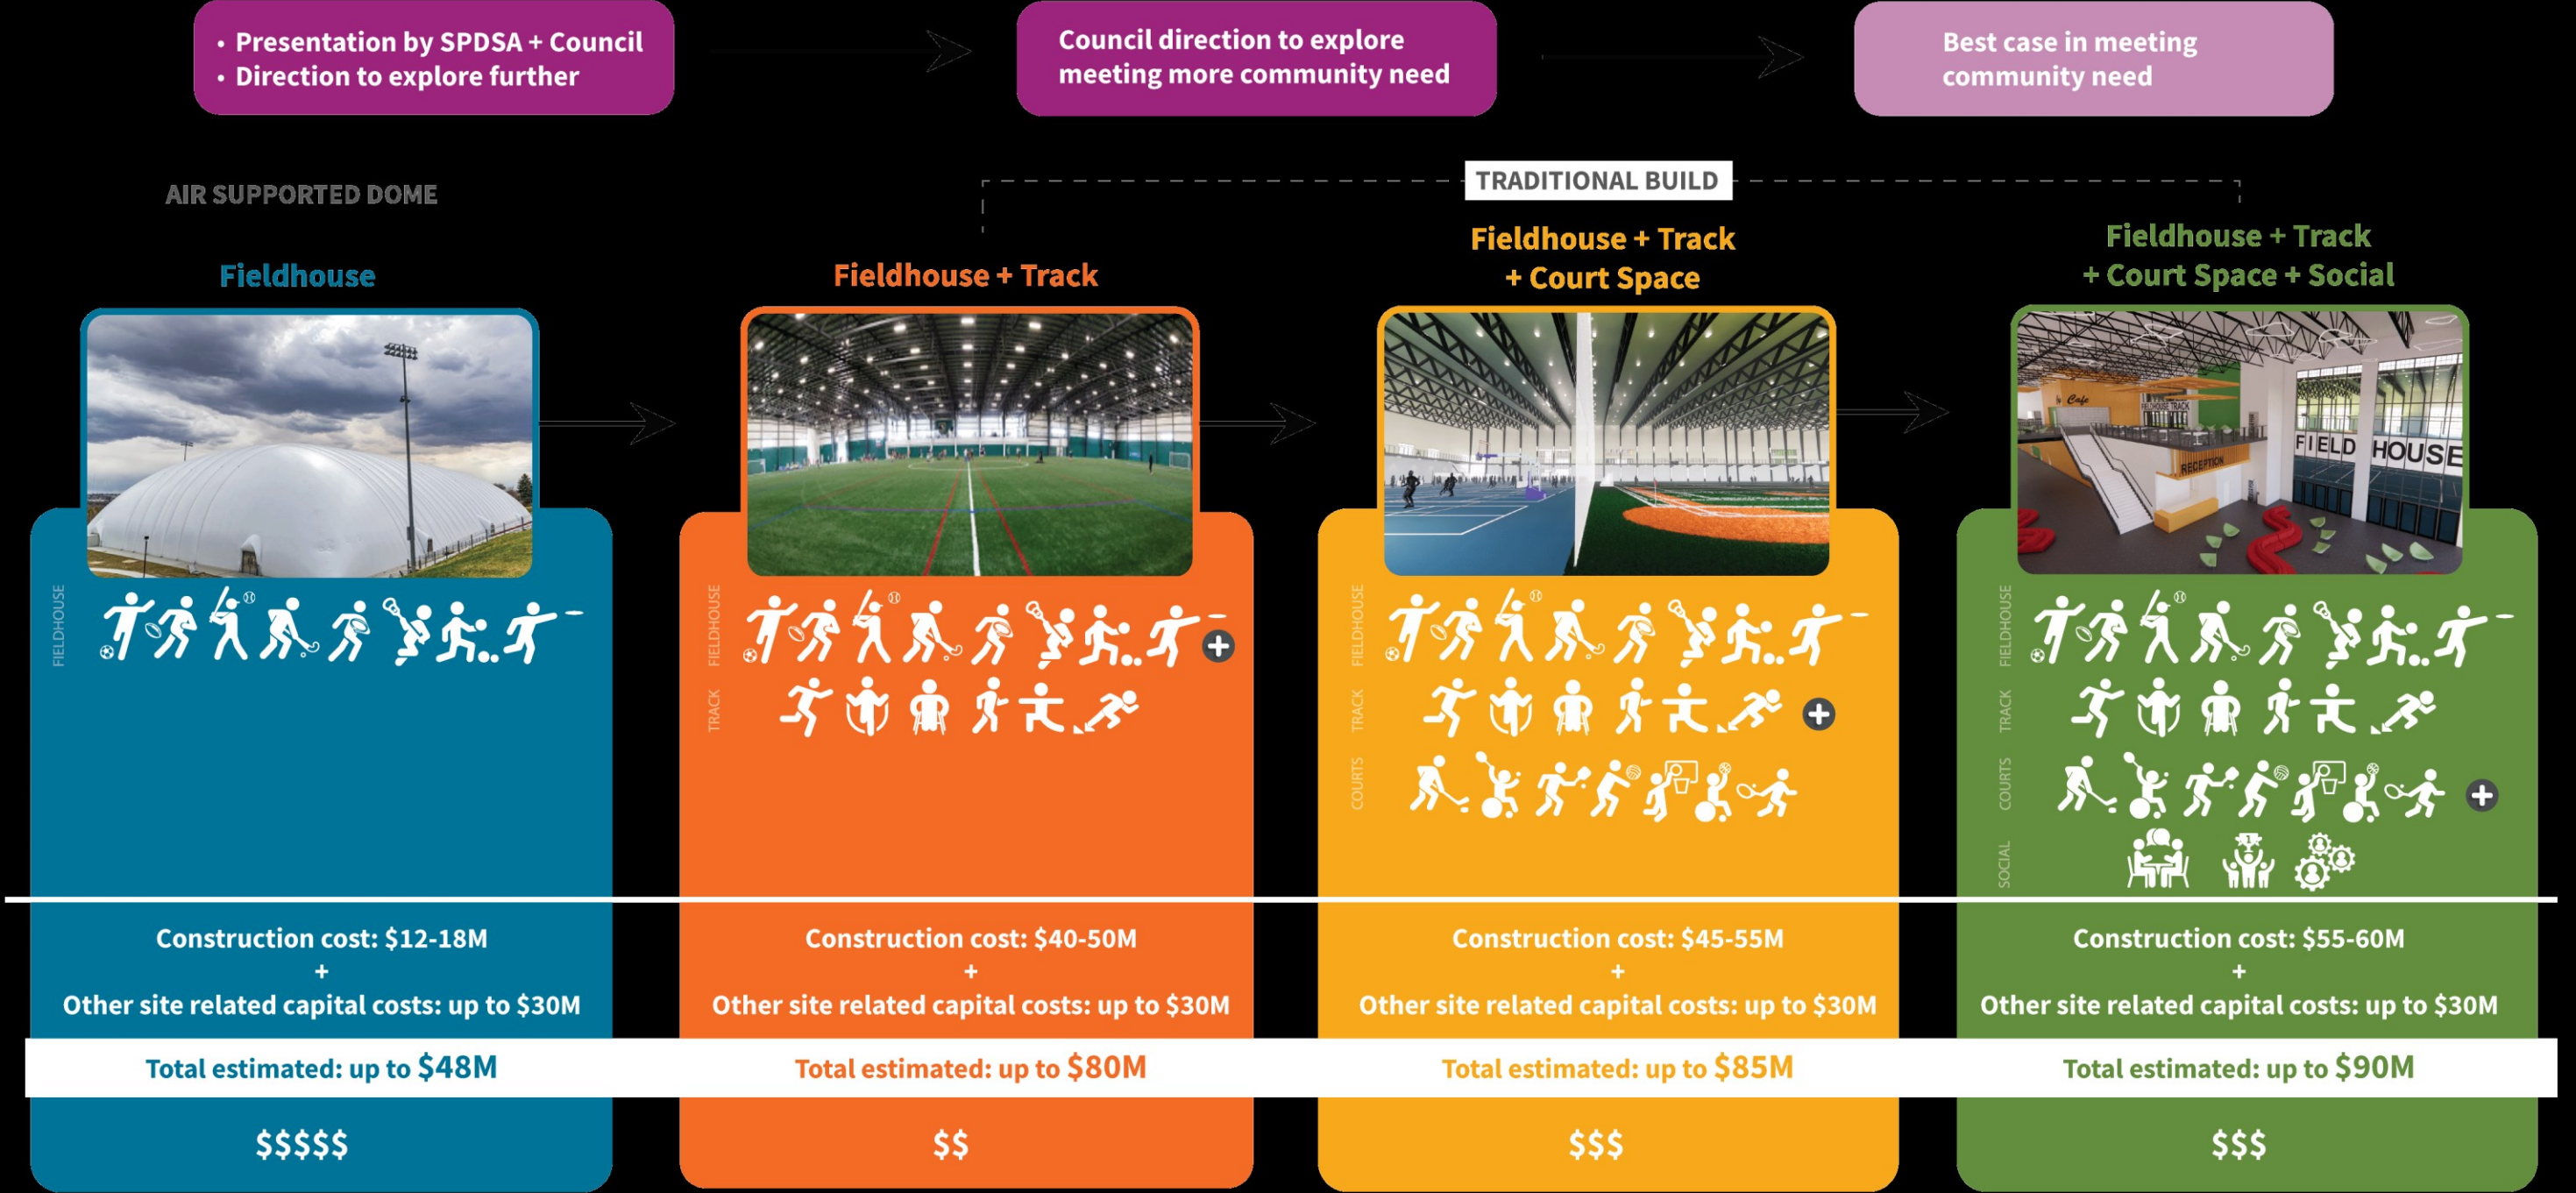 • Presentation by SPDSA + Council
• Direction to explore further
Council direction to explore
meeting more community need
Best case in meeting
community need
AIR SUPPORTED DOME
TRADITIONAL BUILD
Fieldhouse
Fieldhouse + Track
Fieldhouse + Track
+ Court Space
Fieldhouse + Track
+ Court Space + Social
Cafe
FIELDHOUSE TRACK
RECEPTION
FIELD HOUSE
FIELDHOUSE
FIELDHOUSE
TRACK
FIELDHOUSE
TRACK
COURTS
FIELDHOUSE
TRACK
COURTS
SOCIAL
1
Construction cost: $12-18M
+
Other site related capital costs: up to $30M
Total estimated: up to $48M
$$$$$
Construction cost: $40-50M
+
Other site related capital costs: up to $30M
Total estimated: up to $80M
$$
Construction cost: $45-55M
+
Other site related capital costs: up to $30M
Total estimated: up to $85M
$$$
Construction cost: $55-60M
+
Other site related capital costs: up to $30M
Total estimated: up to $90M
$$$